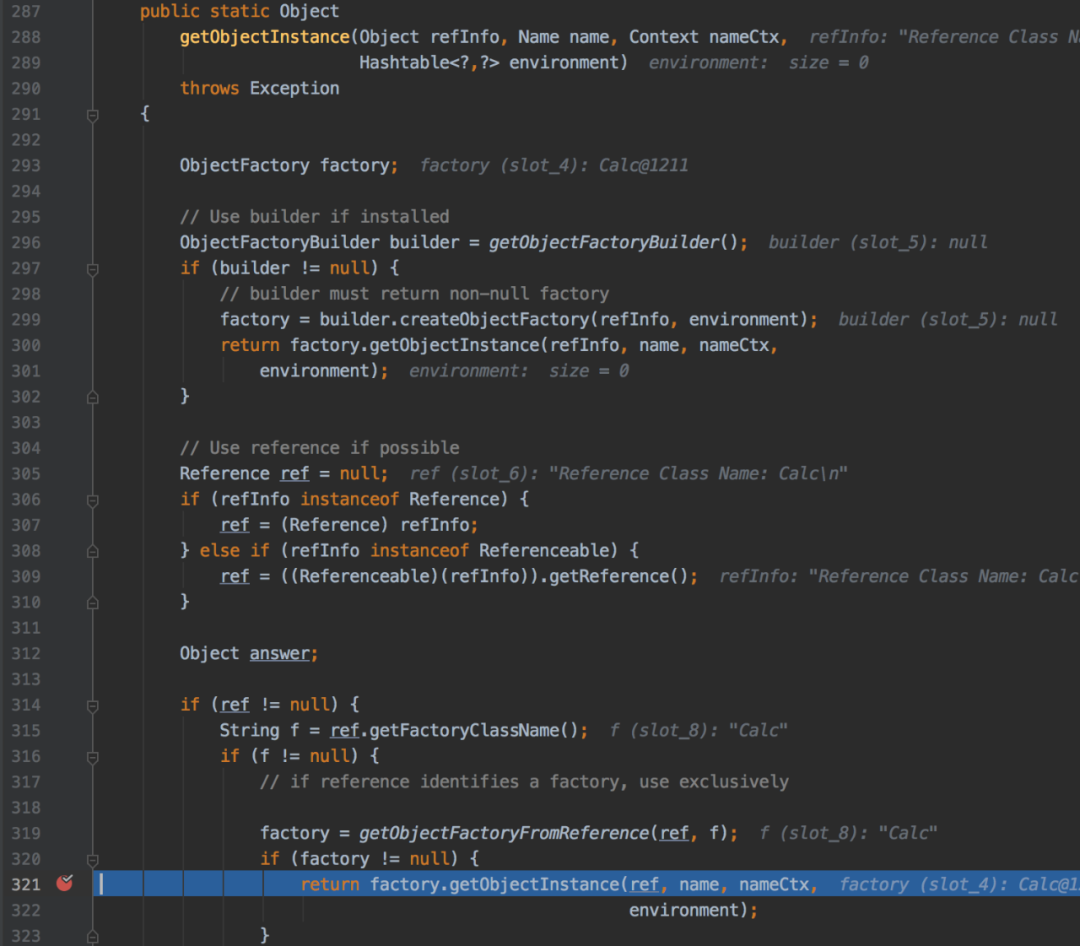 287 public static Object
288 getObjectInstance(Object refInfo, Name name, Context nameCtx, refInfo: "Reference Class
289 Hashtable<?,?> environment) environment: size = 0
290 throws Exception
291 {
292
293 ObjectFactory factory; factory (slot_4): Calc@1211
294
295 // Use builder if installed
296 ObjectFactoryBuilder builder = getObjectFactoryBuilder(); builder (slot_5): null
297 if (builder != null) {
298 // builder must return non-null factory
299 factory = builder.createObjectFactory(refInfo, environment); builder (slot_5): null
300 return factory.getObjectInstance(refInfo, name, nameCtx,
301 environment); environment: size = 0
302 }
303
304 // Use reference if possible
305 Reference ref = null; ref (slot_6): "Reference Class Name: Calc\n"
306 if (refInfo instanceof Reference) {
307 ref = (Reference) refInfo;
308 } else if (refInfo instanceof Referenceable) {
309 ref = ((Referenceable)(refInfo)).getReference(); refInfo: "Reference Class Name: Calc
310 }
311
312 Object answer;
313
314 if (ref != null) {
315 String f = ref.getFactoryClassName(); f (slot_8): "Calc"
316 if (f != null) {
317 // if reference identifies a factory, use exclusively
318
319 factory = getObjectFactoryFromReference(ref, f); f (slot_8): "Calc"
320 if (factory != null) {
321 return factory.getObjectInstance(ref, name, nameCtx, factory (slot_4): Calc@1
322 environment);
323 }